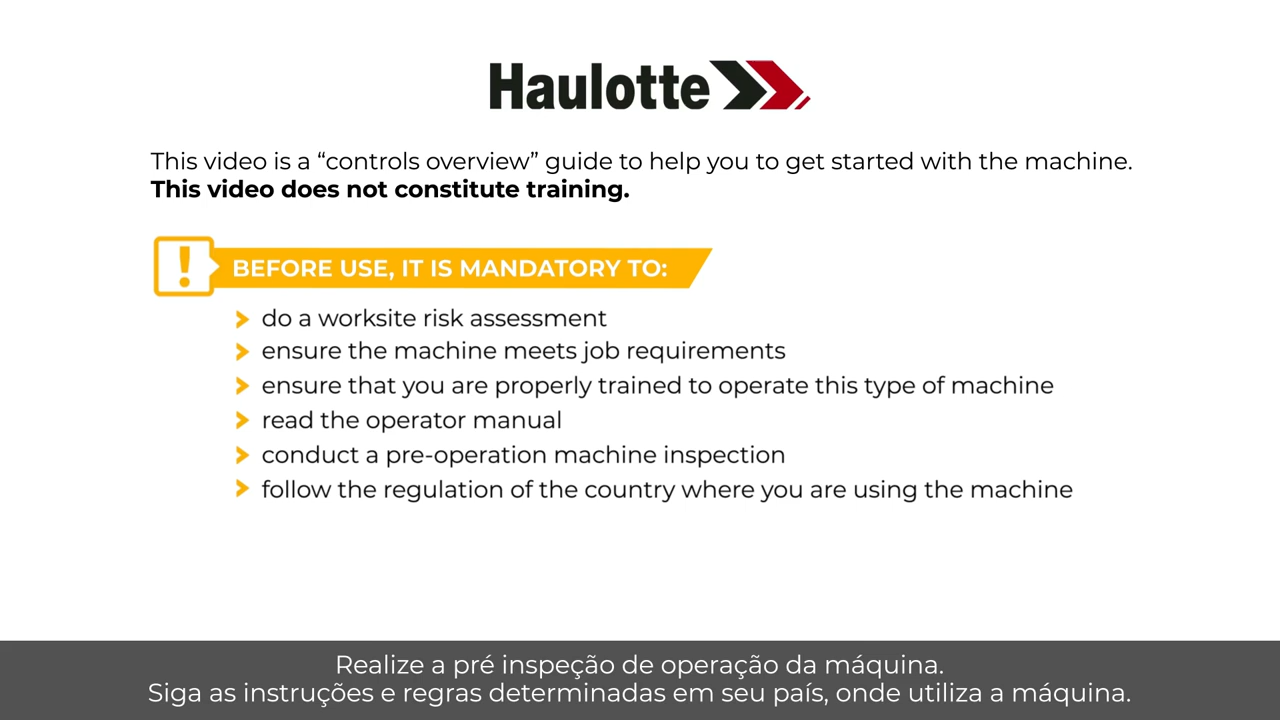 Haulotte
This video is a “controls overview” guide to help you to get started with the machine.
This video does not constitute training.
! BEFORE USE, IT IS MANDATORY TO:
do a worksite risk assessment
ensure the machine meets job requirements
ensure that you are properly trained to operate this type of machine
read the operator manual
conduct a pre-operation machine inspection
follow the regulation of the country where you are using the machine
Realize a pré inspeção de operação da máquina.
Siga as instruções e regras determinadas em seu país, onde utiliza a máquina.